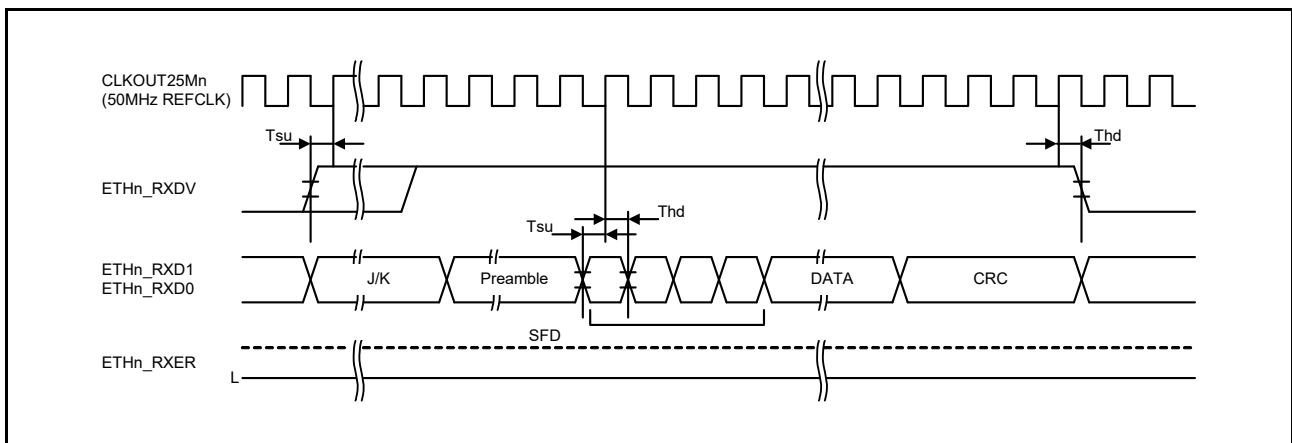 CLKOUT25Mn
(50MHz REFCLK)
Tsu
Thd
ETHn_RXDV
Tsu
Thd
ETHn_RXD1
ETHn_RXD0
J/K
Preamble
DATA
CRC
SFD
ETHn_RXER
L